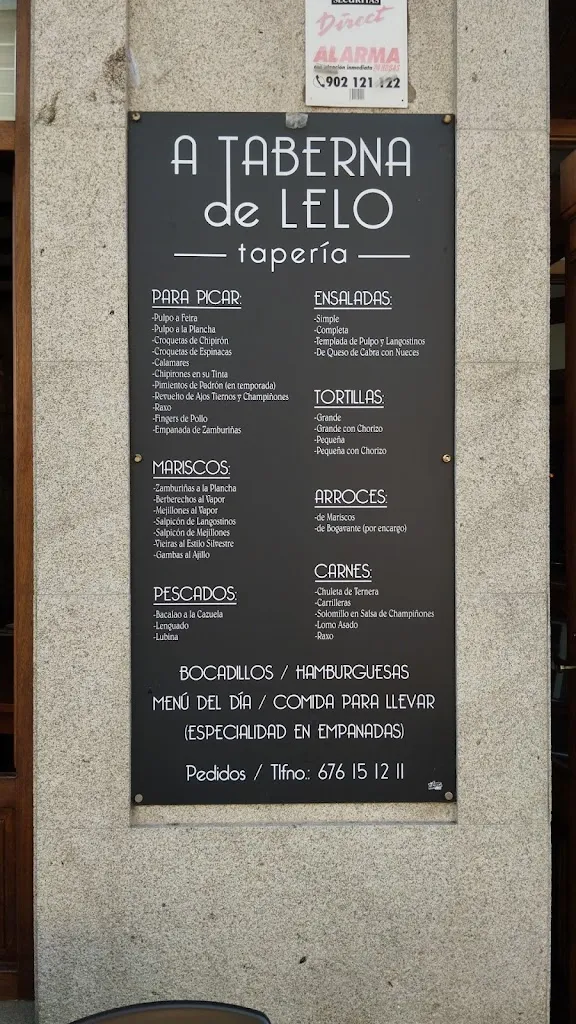 SECURITAS
Direct
ALARMA
902 121 122
A TABERNA
de LELO
tapería
PARA PICAR:
-Pulpo a Feira
-Pulpo a la Plancha
-Croquetas de Chipirón
-Croquetas de Espinacas
-Calamares
-Chipirones en su Tinta
-Pimientos de Padrón (en temporada)
-Revuelto de Ajos Tiernos y Champiñones
-Raxo
-Fingers de Pollo
-Empanada de Zamburiñas
MARISCOS:
-Zamburiñas a la Plancha
-Berberechos al Vapor
-Mejillones al Vapor
-Salpicón de Langostinos
-Salpicón de Mejillones
-Vieiras al Estilo Silvestre
-Gambas al Ajillo
PESCADOS:
-Bacalao a la Cazuela
-Lenguado
-Lubina
ENSALADAS:
-Simple
-Completa
-Templada de Pulpo y Langostinos
-De Queso de Cabra con Nueces
TORTILLAS:
-Grande
-Grande con Chorizo
-Pequeña
-Pequeña con Chorizo
ARROCES:
-de Mariscos
-de Bogavante (por encargo)
CARNES:
-Chuleta de Ternera
-Carrilleras
-Solomillo en Salsa de Champiñones
-Lomo Asado
-Raxo
BOCADILLOS / HAMBURGUESAS
MENÚ DEL DÍA / COMIDA PARA LLEVAR
(ESPECIALIDAD EN EMPANADAS)
Pedidos / Tlfno.: 676 15 12 11